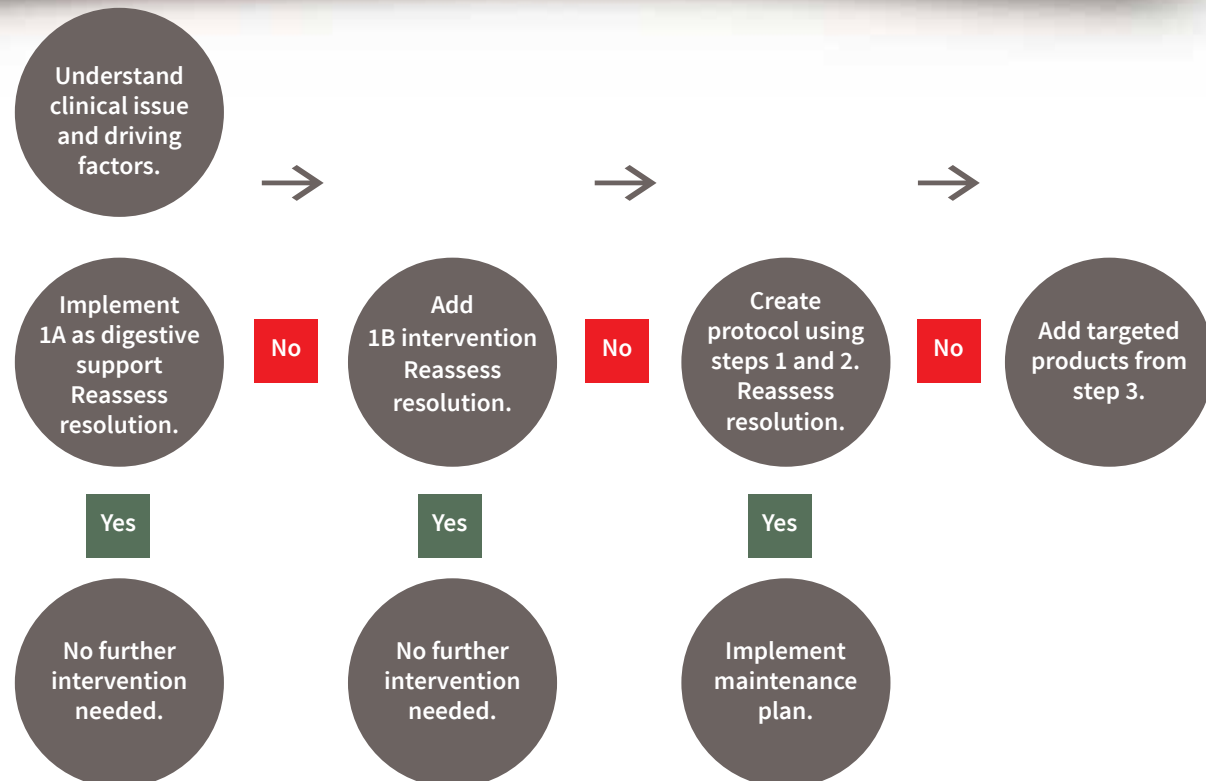 Understand
clinical issue
and driving
factors.
Implement
1A as digestive
support
Reassess
resolution.
No
Add
1B intervention
Reassess
resolution.
No
Create
protocol using
steps 1 and 2.
Reassess
resolution.
No
Add targeted
products from
step 3.
Yes
Yes
Yes
No further
intervention
needed.
No further
intervention
needed.
Implement
maintenance
plan.